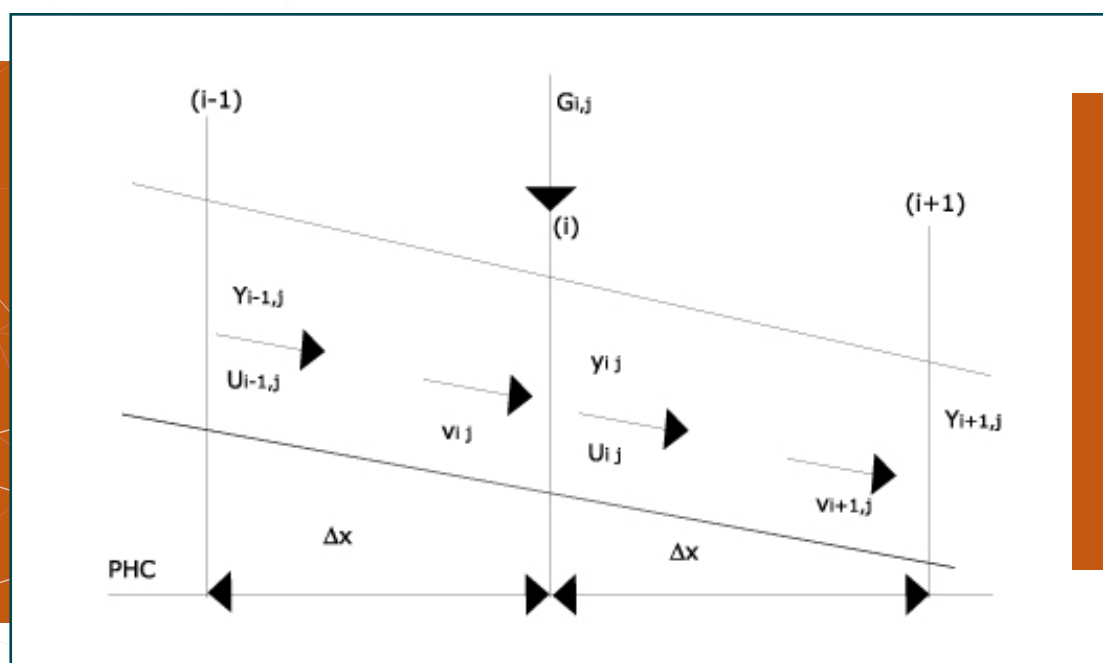 (i-1)
Gi,j
(i)
(i+1)
Yi-1,j
Ui-1,j
vi j
yi j
Ui j
Yi+1,j
vi+1,j
Δx
Δx
PHC